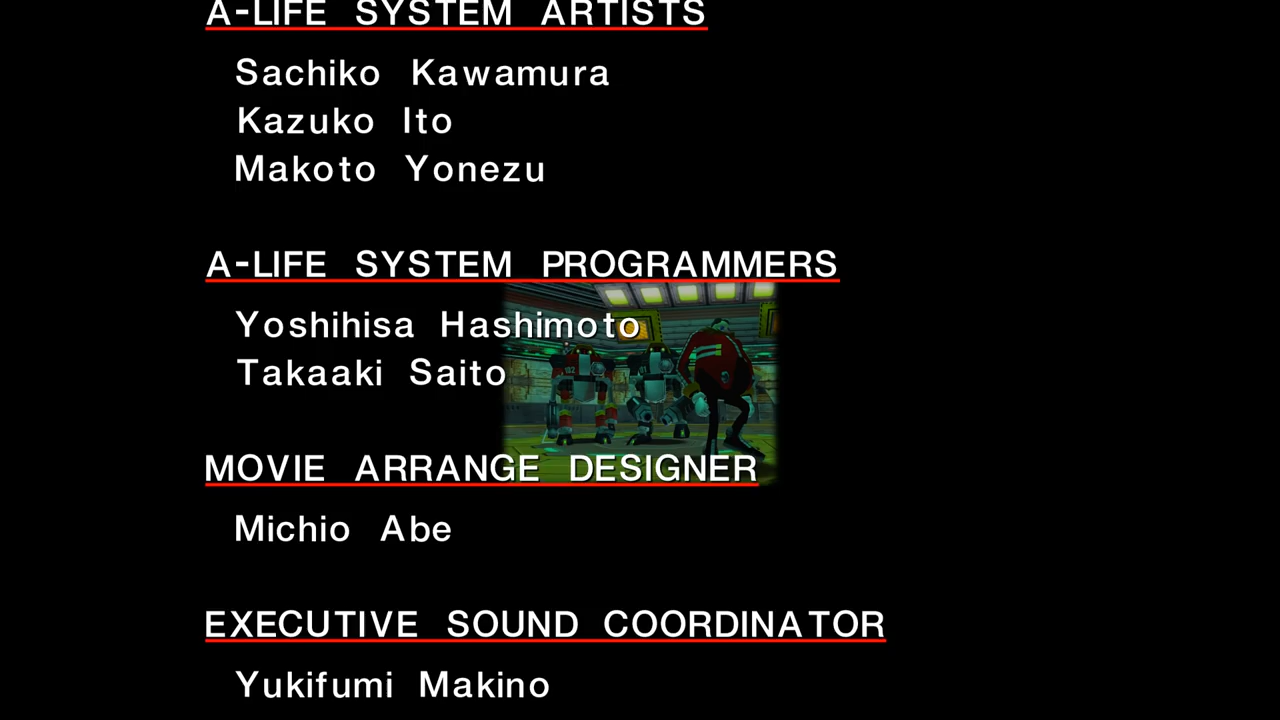 A-LIFE SYSTEM ARTISTS
Sachiko Kawamura
Kazuko Ito
Makoto Yonezu
A-LIFE SYSTEM PROGRAMMERS
Yoshihisa Hashimoto
Takaaki Saito
102
MOVIE ARRANGE DESIGNER
Michio Abe
EXECUTIVE SOUND COORDINATOR
Yukifumi Makino